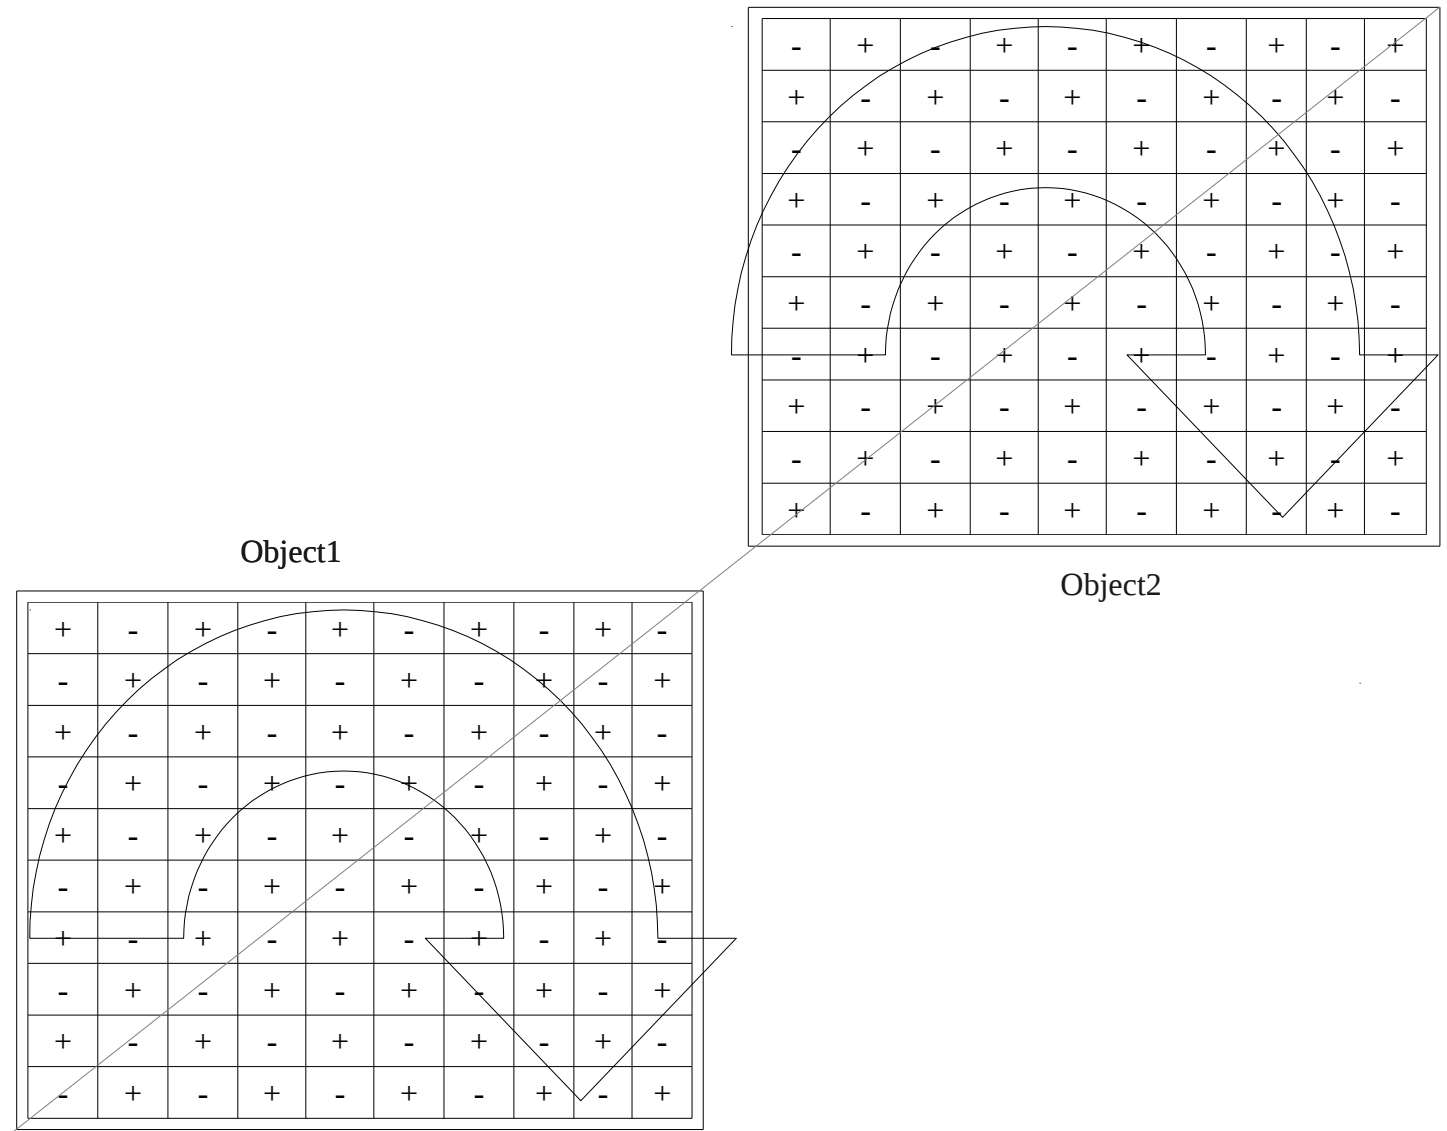 - + - + - + - + - +
+ - + - + - + - + -
- + - + - + - + - +
+ - + - + - + - + -
- + - + - + - + - +
+ - + - + - + - + -
- + - + - + - + - +
+ - + - + - + - + -
- + - + - + - + - +
+ - + - + - + - + -
Object1
Object2
+ - + - + - + - + -
- + - + - + - + - +
+ - + - + - + - + -
- + - + - + - + - +
+ - + - + - + - + -
- + - + - + - + - +
+ - + - + - + - + -
- + - + - + - + - +
+ - + - + - + - + -
- + - + - + - + - +